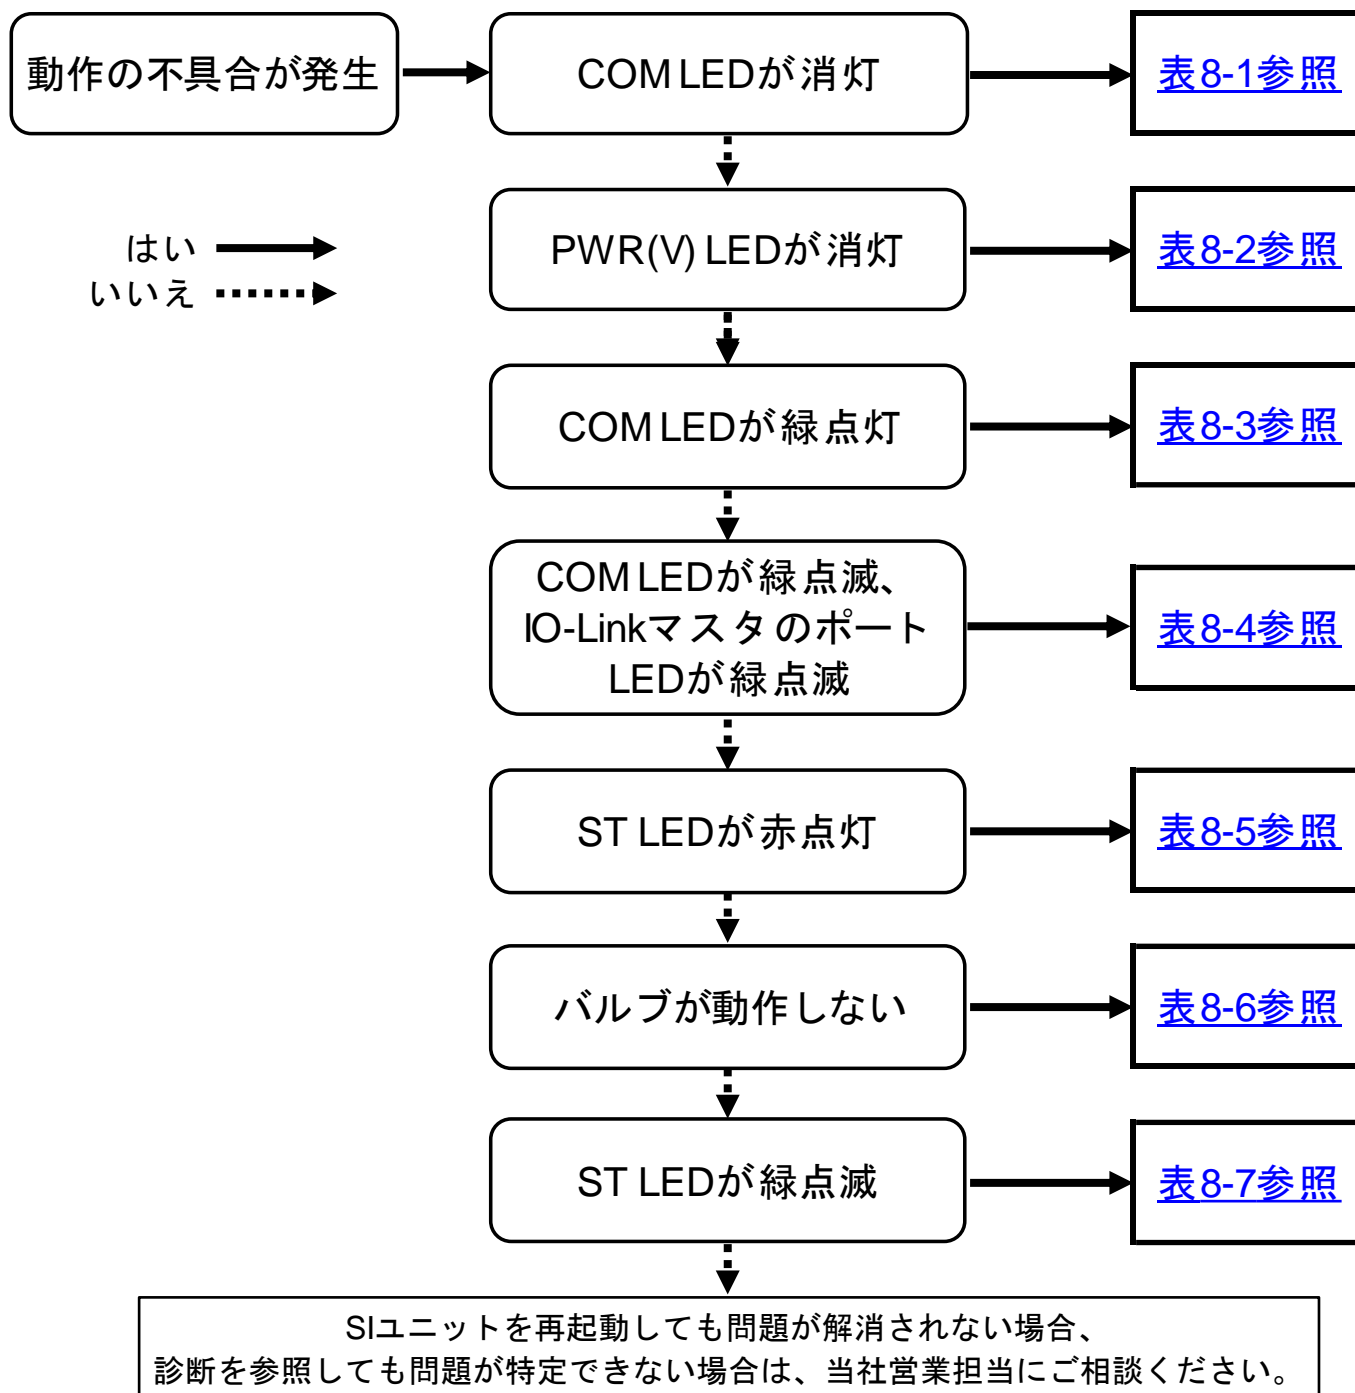 動作の不具合が発生
COM LEDが消灯
表8-1参照
はい
いいえ
PWR(V) LEDが消灯
表8-2参照
COM LEDが緑点灯
表8-3参照
COM LEDが緑点滅、
IO-Linkマスタのポート
LEDが緑点滅
表8-4参照
ST LEDが赤点灯
表8-5参照
バルブが動作しない
表8-6参照
ST LEDが緑点滅
表8-7参照
SIユニットを再起動しても問題が解消されない場合、
診断を参照しても問題が特定できない場合は、当社営業担当にご相談ください。